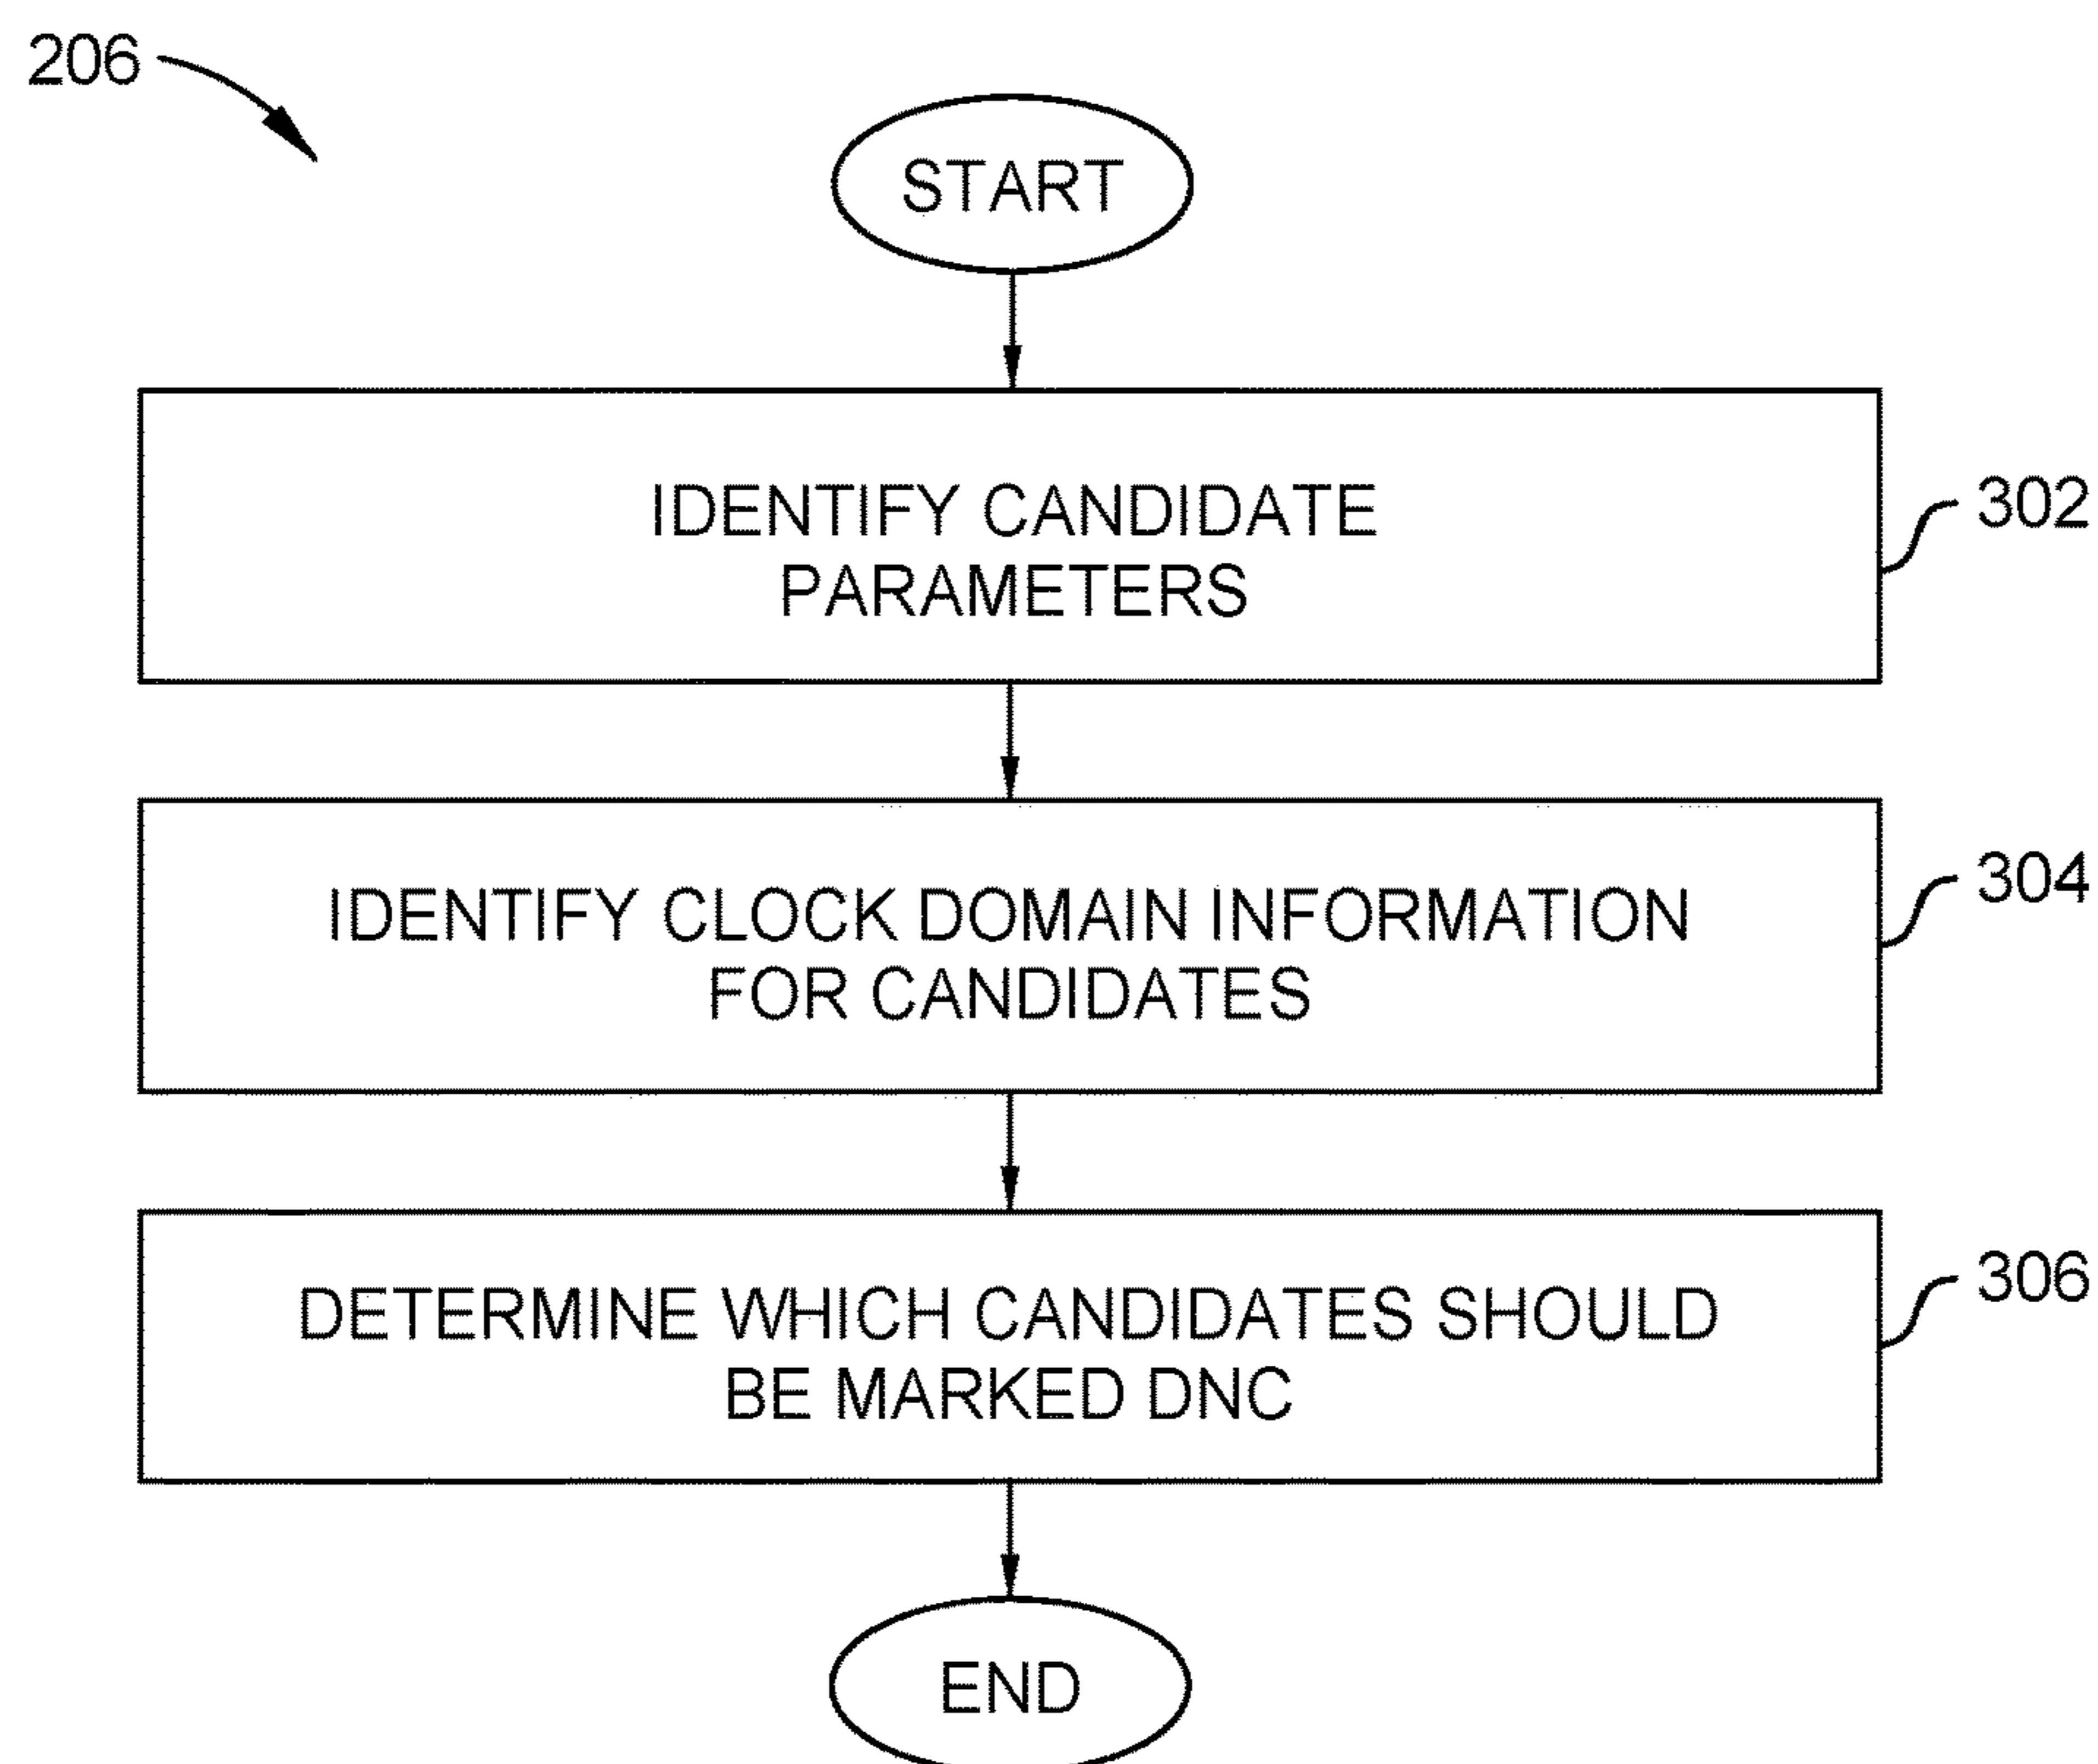 206
START
IDENTIFY CANDIDATE
PARAMETERS
302
IDENTIFY CLOCK DOMAIN INFORMATION
FOR CANDIDATES
304
DETERMINE WHICH CANDIDATES SHOULD
BE MARKED DNC
306
END